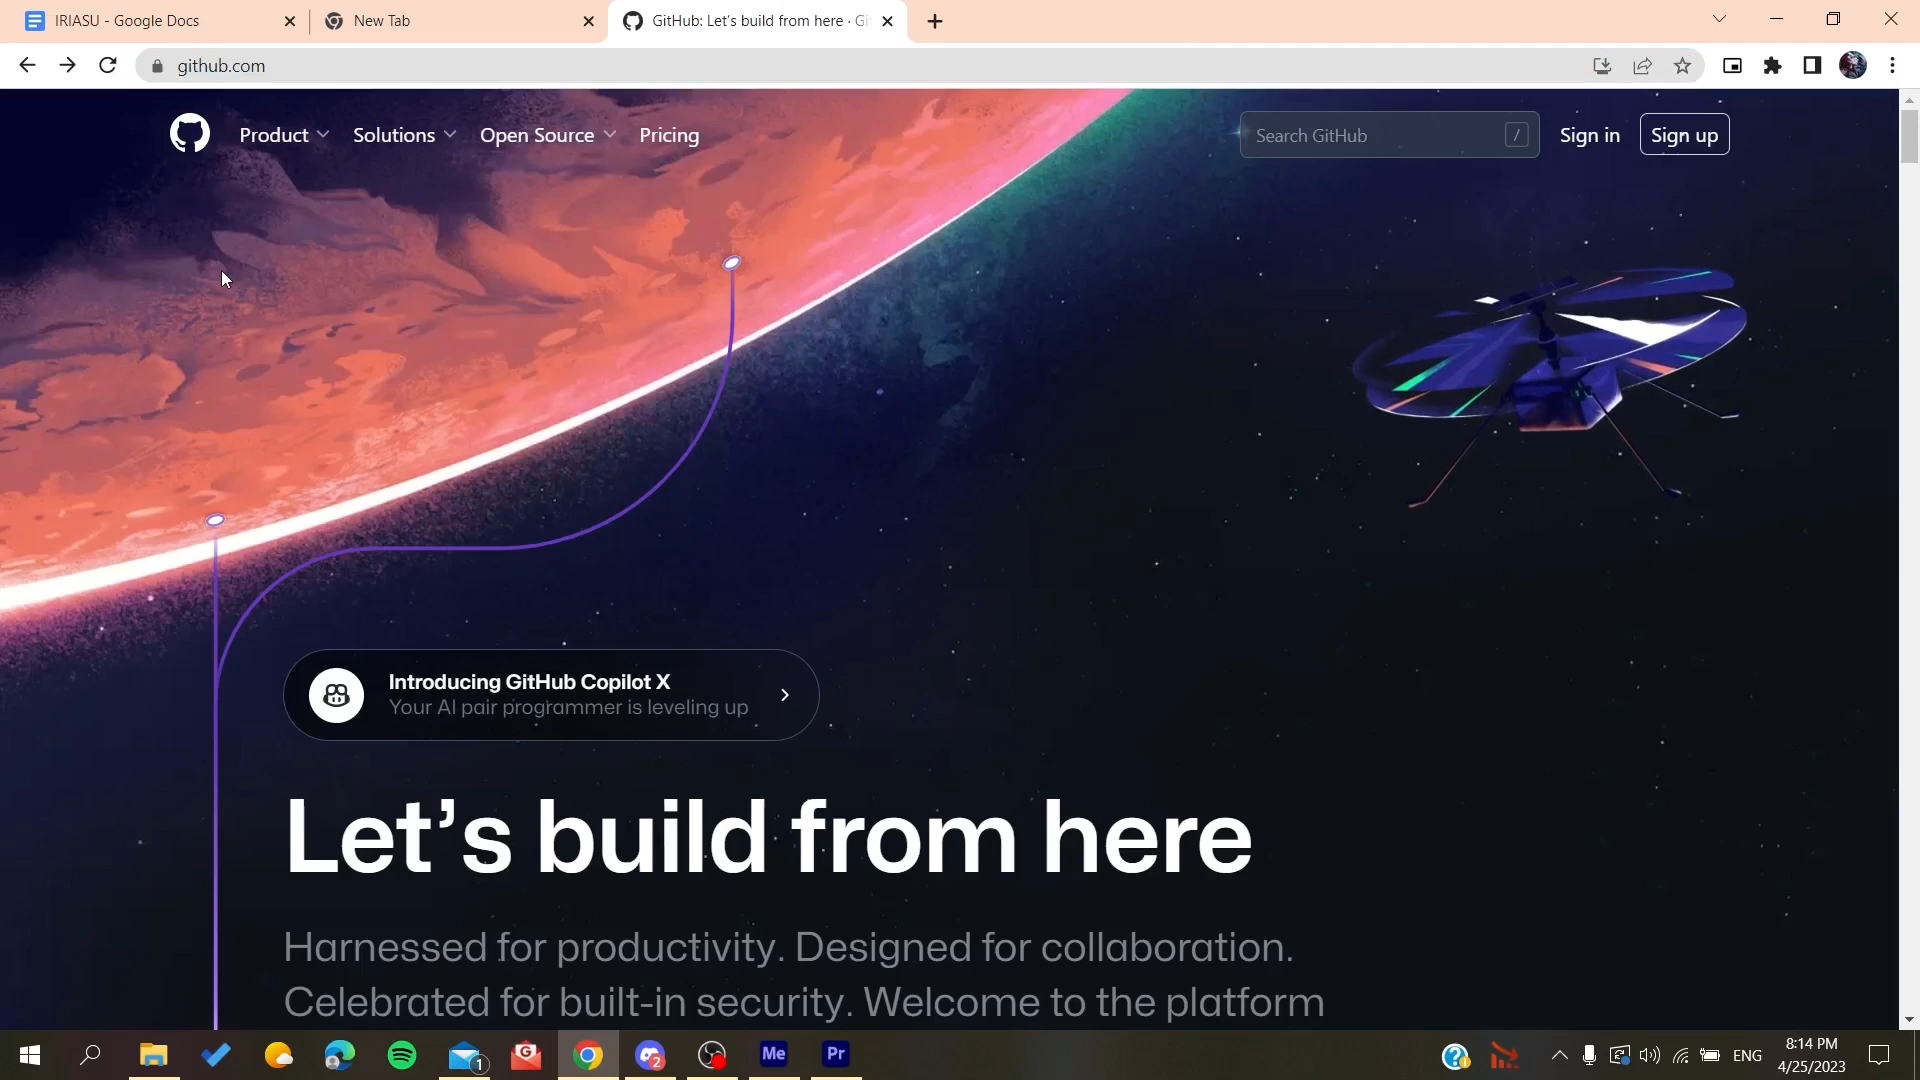 IRIASU - Google Docs
New Tab
GitHub: Let's build from here · Gi
github.com
Product
Solutions
Open Source
Pricing
Search GitHub
/
Sign in
Sign up
Introducing GitHub Copilot X
Your AI pair programmer is leveling up
Let’s build from here
Harnessed for productivity. Designed for collaboration.
Celebrated for built-in security. Welcome to the platform
1
G
2
Me
Pr
ENG
8:14 PM
4/25/2023